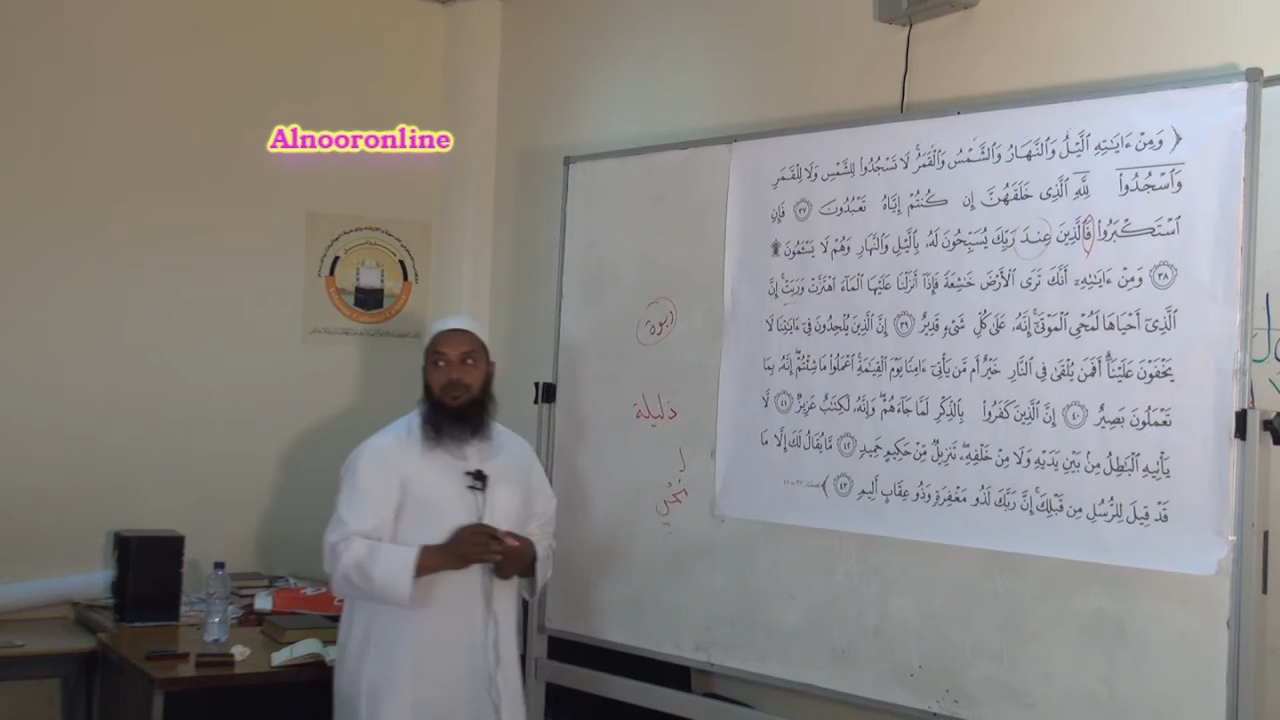 Alnooronline
﴿ وَمِنْ ءَايَـٰتِهِ ٱلَّيْلُ وَٱلنَّهَارُ وَٱلشَّمْسُ وَٱلْقَمَرُ ۚ لَا تَسْجُدُوا۟ لِلشَّمْسِ وَلَا لِلْقَمَرِ
وَٱسْجُدُوا۟ لِلَّهِ ٱلَّذِى خَلَقَهُنَّ إِن كُنتُمْ إِيَّاهُ تَعْبُدُونَ ٣٧ فَإِنِ
ٱسْتَكْبَرُوا۟ فَٱلَّذِينَ عِندَ رَبِّكَ يُسَبِّحُونَ لَهُۥ بِٱلَّيْلِ وَٱلنَّهَارِ وَهُمْ لَا يَسْـَٔمُونَ ۩
٣٨ وَمِنْ ءَايَـٰتِهِۦٓ أَنَّكَ تَرَى ٱلْأَرْضَ خَـٰشِعَةً فَإِذَآ أَنزَلْنَا عَلَيْهَا ٱلْمَآءَ ٱهْتَزَّتْ وَرَبَتْ ۚ إِنَّ
ٱلَّذِىٓ أَحْيَاهَا لَمُحْىِ ٱلْمَوْتَىٰٓ ۚ إِنَّهُۥ عَلَىٰ كُلِّ شَىْءٍ قَدِيرٌ ٣٩ إِنَّ ٱلَّذِينَ يُلْحِدُونَ فِىٓ ءَايَـٰتِنَا لَا
يَخْفَوْنَ عَلَيْنَآ ۗ أَفَمَن يُلْقَىٰ فِى ٱلنَّارِ خَيْرٌ أَم مَّن يَأْتِىٓ ءَامِنًا يَوْمَ ٱلْقِيَـٰمَةِ ۚ ٱعْمَلُوا۟ مَا شِئْتُمْ ۖ إِنَّهُۥ بِمَا
تَعْمَلُونَ بَصِيرٌ ٤٠ إِنَّ ٱلَّذِينَ كَفَرُوا۟ بِٱلذِّكْرِ لَمَّا جَآءَهُمْ ۖ وَإِنَّهُۥ لَكِتَـٰبٌ عَزِيزٌ ٤١ لَّا
يَأْتِيهِ ٱلْبَـٰطِلُ مِنۢ بَيْنِ يَدَيْهِ وَلَا مِنْ خَلْفِهِۦ ۖ تَنزِيلٌ مِّنْ حَكِيمٍ حَمِيدٍ ٤٢ مَّا يُقَالُ لَكَ إِلَّا مَا
قَدْ قِيلَ لِلرُّسُلِ مِن قَبْلِكَ ۚ إِنَّ رَبَّكَ لَذُو مَغْفِرَةٍ وَذُو عِقَابٍ أَلِيمٍ ٤٣ ﴾
ربوة
ذليلة